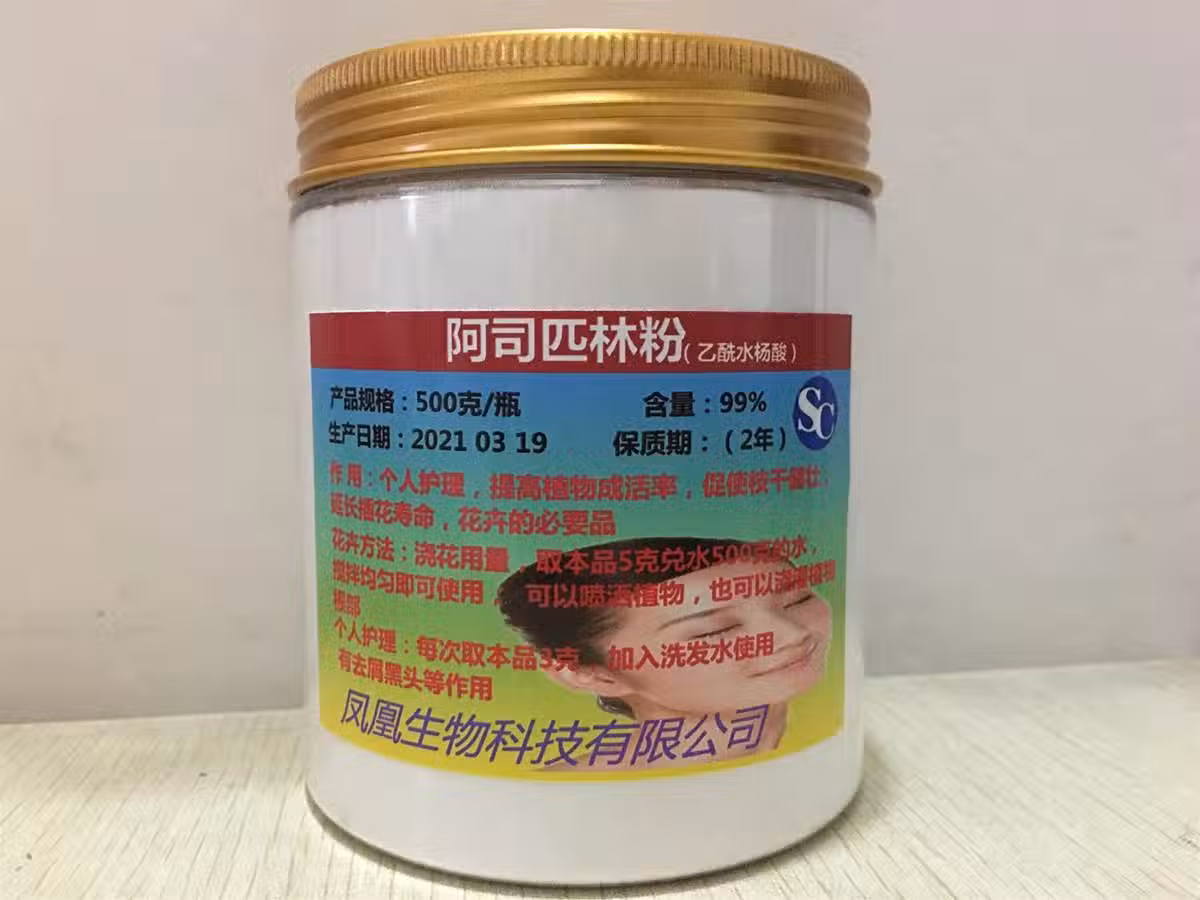 阿司匹林粉(乙酰水杨酸)
产品规格：500克/瓶 含量：99%
生产日期：2021 03 19 保质期：（2年）
SC
作 用：个人护理，提高植物成活率，促使桉干健壮，
延长插花寿命，花卉的必要品
花卉方法：浇花用量，取本品5克兑水500克的水，
搅拌均匀即可使用， 可以喷洒植物，也可以浇灌植物
根部
个人护理：每次取本品3克 加入洗发水使用
有去屑黑头等作用
凤凰生物科技有限公司